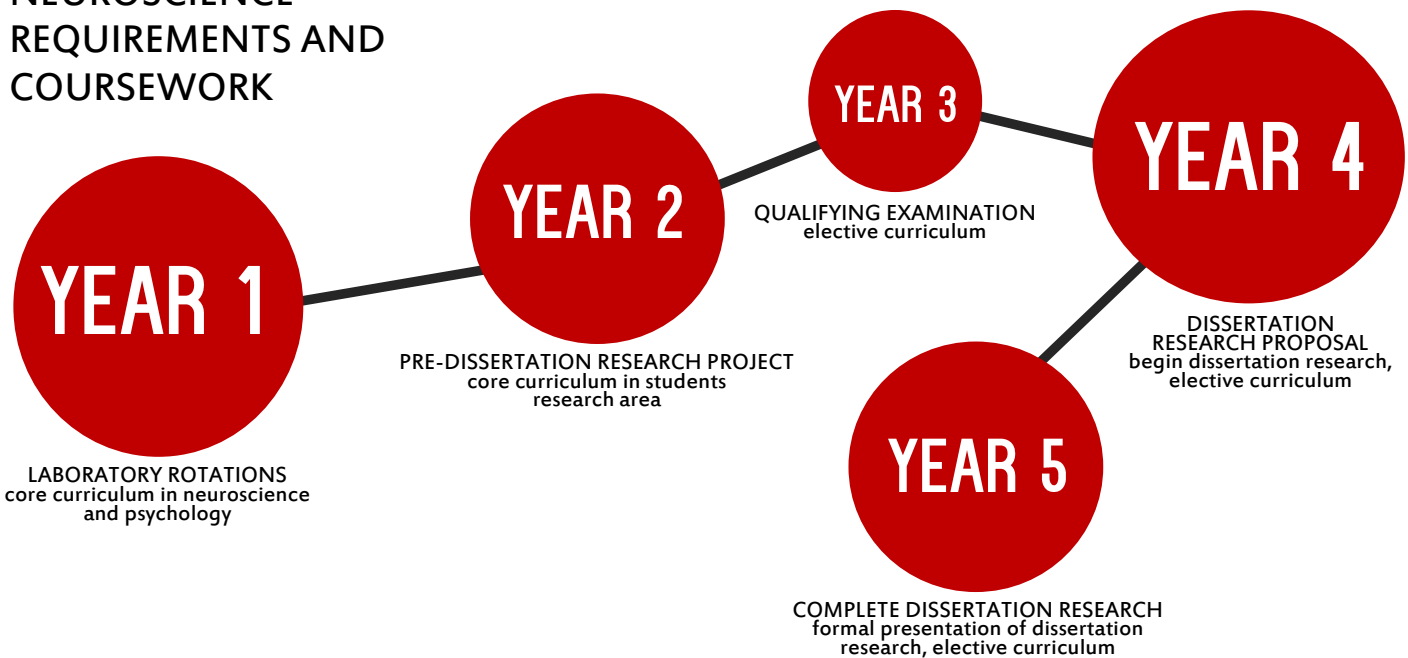 NEUROSCIENCE
REQUIREMENTS AND
COURSEWORK
YEAR 1
LABORATORY ROTATIONS
core curriculum in neuroscience
and psychology
YEAR 2
PRE-DISSERTATION RESEARCH PROJECT
core curriculum in students
research area
YEAR 3
QUALIFYING EXAMINATION
elective curriculum
YEAR 4
DISSERTATION
RESEARCH PROPOSAL
begin dissertation research,
elective curriculum
YEAR 5
COMPLETE DISSERTATION RESEARCH
formal presentation of dissertation
research, elective curriculum